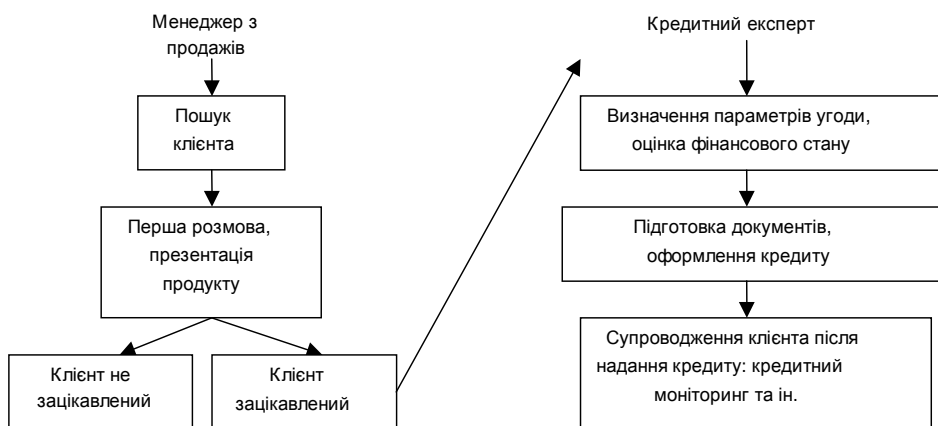 Менеджер з
продажів
Пошук
клієнта
Перша розмова,
презентація
продукту
Клієнт не
зацікавлений
Клієнт
зацікавлений
Кредитний експерт
Визначення параметрів угоди,
оцінка фінансового стану
Підготовка документів,
оформлення кредиту
Супроводження клієнта після
надання кредиту: кредитний
моніторинг та ін.